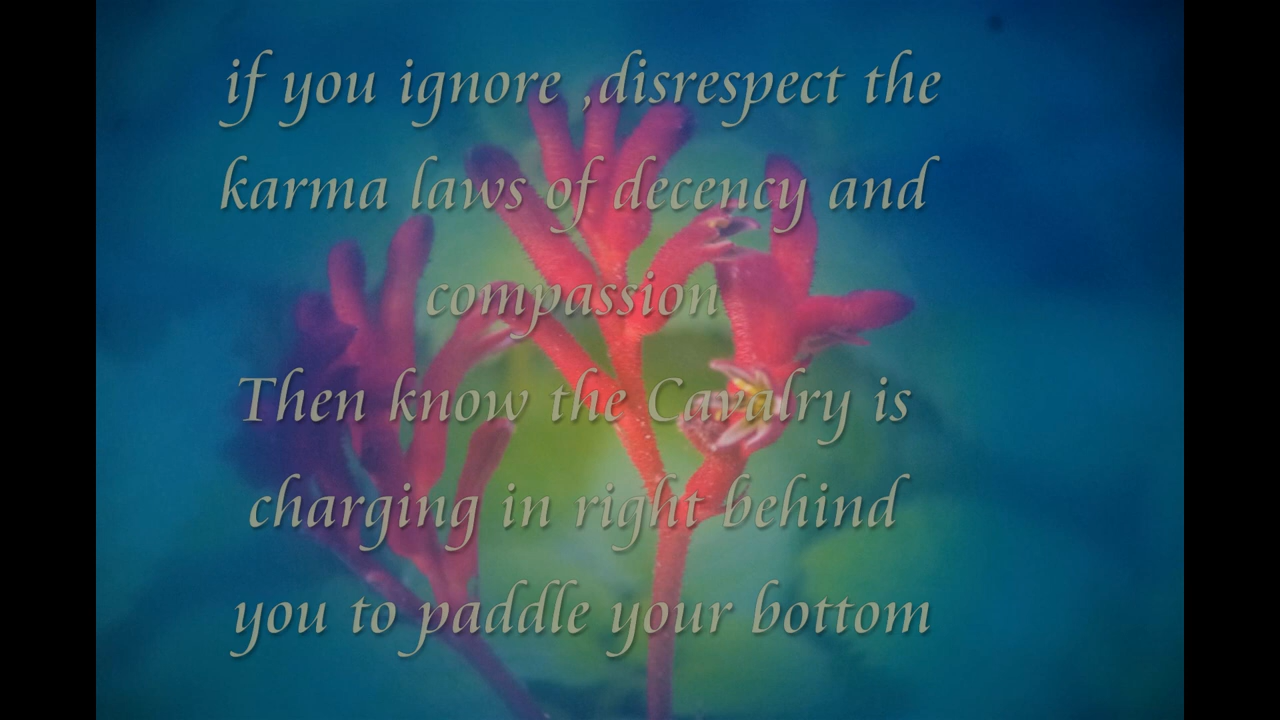 if you ignore ,disrespect the
karma laws of decency and
compassion
Then know the Cavalry is
charging in right behind
you to paddle your bottom